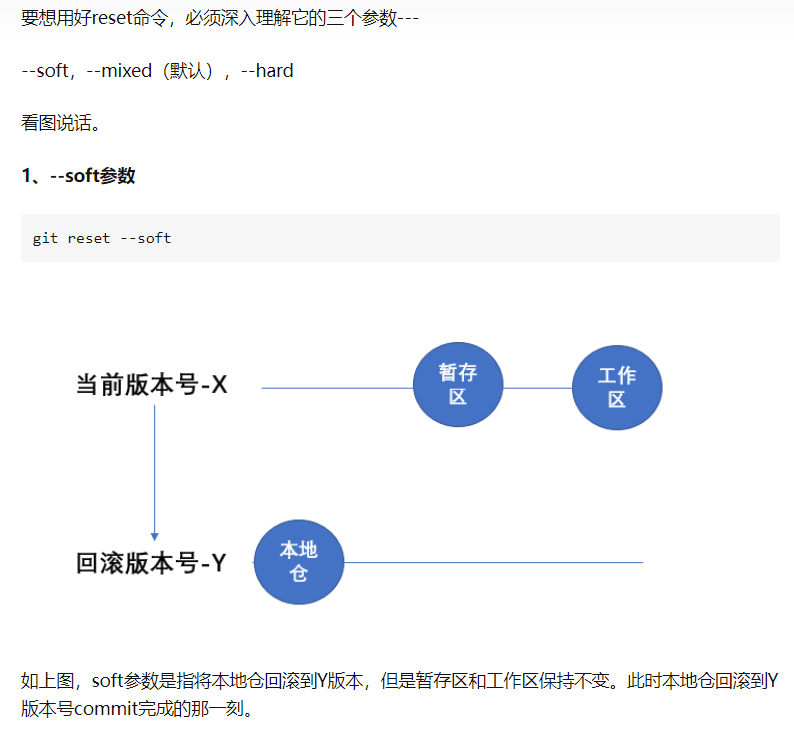 要想用好reset命令，必须深入理解它的三个参数---
--soft，--mixed（默认），--hard
看图说话。
1、--soft参数
git reset --soft
当前版本号-X
暂存
区
工作
区
回滚版本号-Y
本地
仓
如上图，soft参数是指将本地仓回滚到Y版本，但是暂存区和工作区保持不变。此时本地仓回滚到Y
版本号commit完成的那一刻。